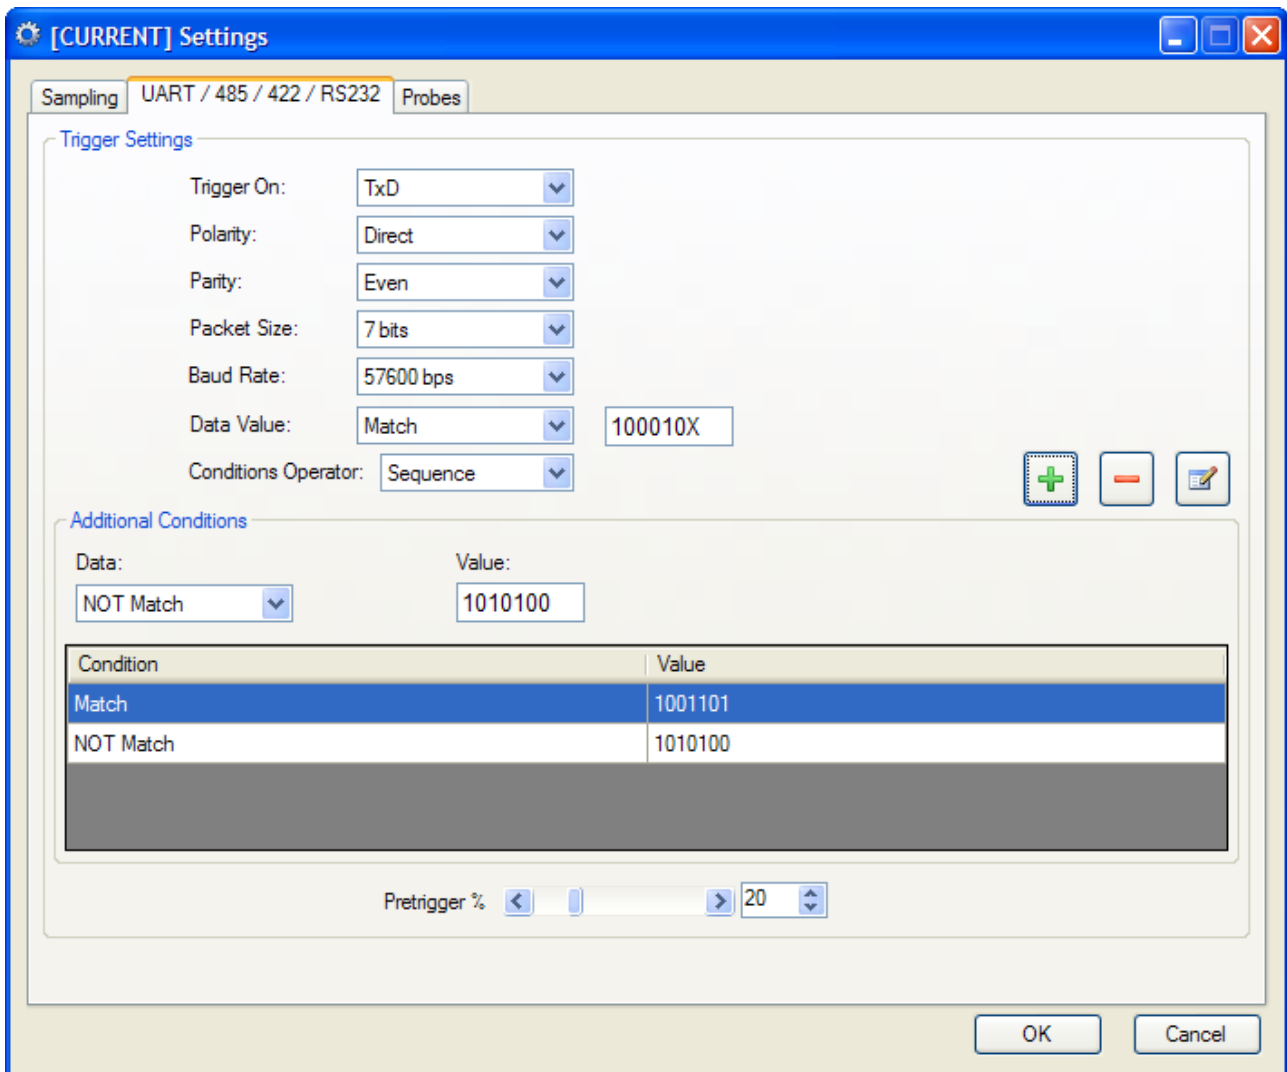 [CURRENT] Settings
Sampling UART / 485 / 422 / RS232 Probes
Trigger Settings
Trigger On: TxD
Polarity: Direct
Parity: Even
Packet Size: 7 bits
Baud Rate: 57600 bps
Data Value: Match 100010X
Conditions Operator: Sequence
Additional Conditions
Data: Value:
NOT Match 1010100
Condition Value
Match 1001101
NOT Match 1010100
Pretrigger % 20
OK Cancel